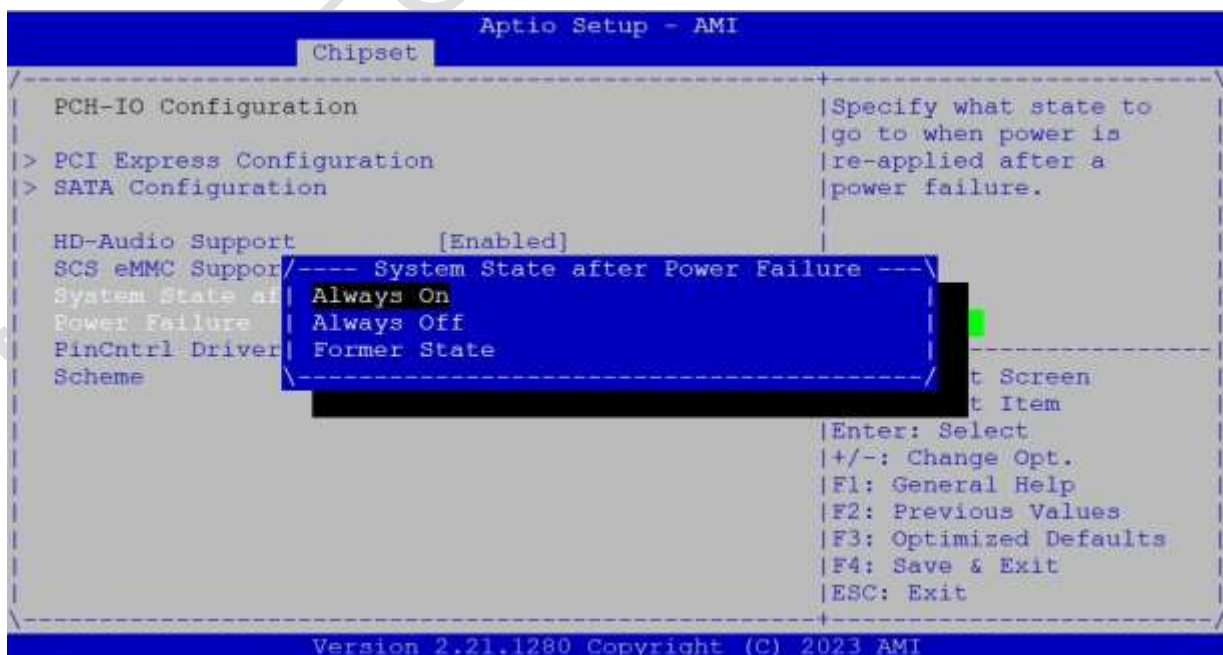 Aptio Setup - AMI
Chipset
PCH-IO Configuration
> PCI Express Configuration
> SATA Configuration
HD-Audio Support [Enabled]
SCS eMMC Suppor
System State af
Power Failure
PinCntrl Driver
Scheme
System State after Power Failure
Always On
Always Off
Former State
Specify what state to
go to when power is
re-applied after a
power failure.
t Screen
t Item
Enter: Select
+/-: Change Opt.
F1: General Help
F2: Previous Values
F3: Optimized Defaults
F4: Save & Exit
ESC: Exit
Version 2.21.1280 Copyright (C) 2023 AMI